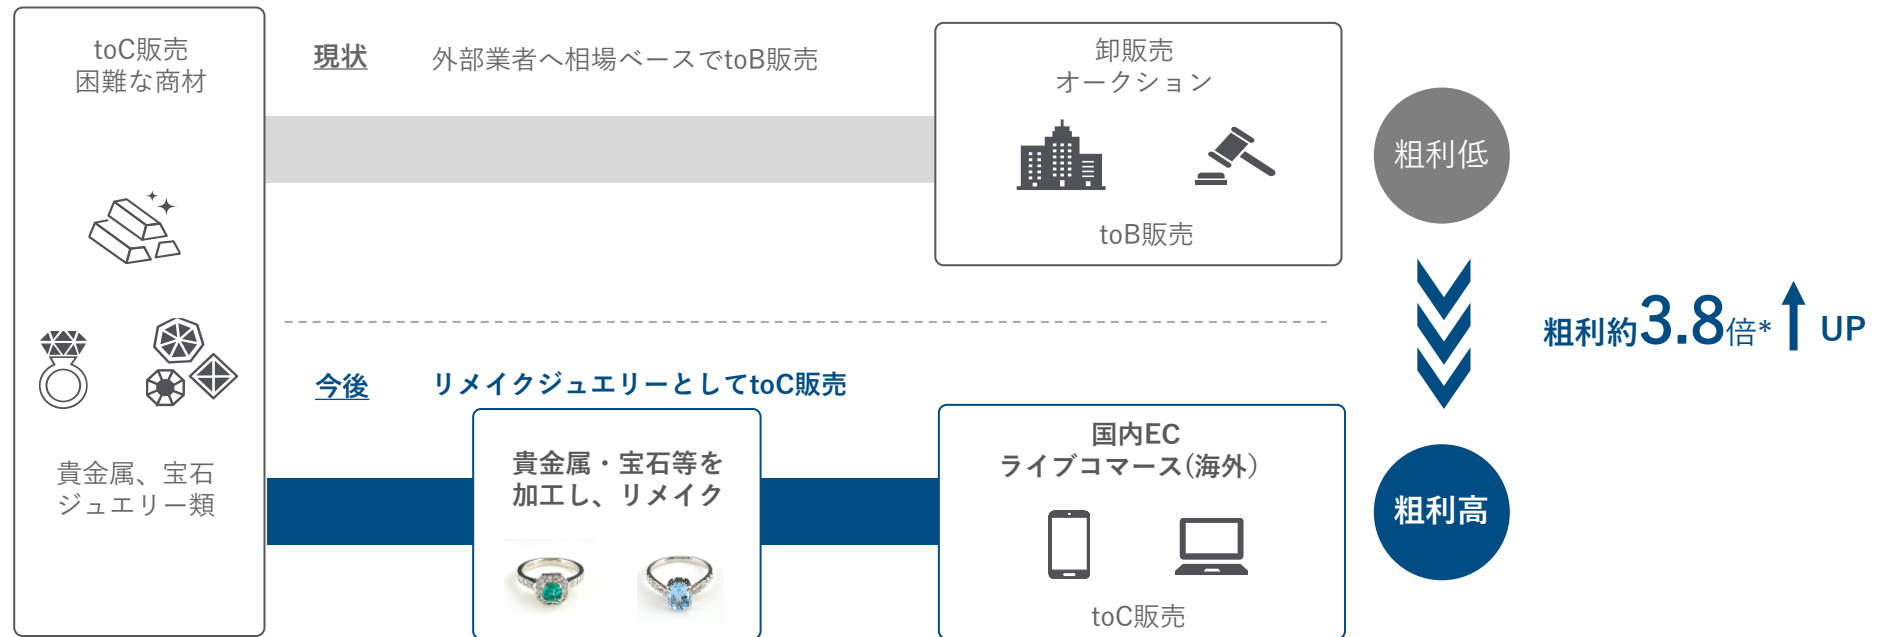 toC販売
困難な商材
貴金属、宝石
ジュエリー類
現状
外部業者へ相場ベースでtoB販売
卸販売
オークション
toB販売
粗利低
粗利約3.8倍* UP
今後
リメイクジュエリーとしてtoC販売
貴金属・宝石等を
加工し、リメイク
国内EC
ライブコマース(海外)
toC販売
粗利高